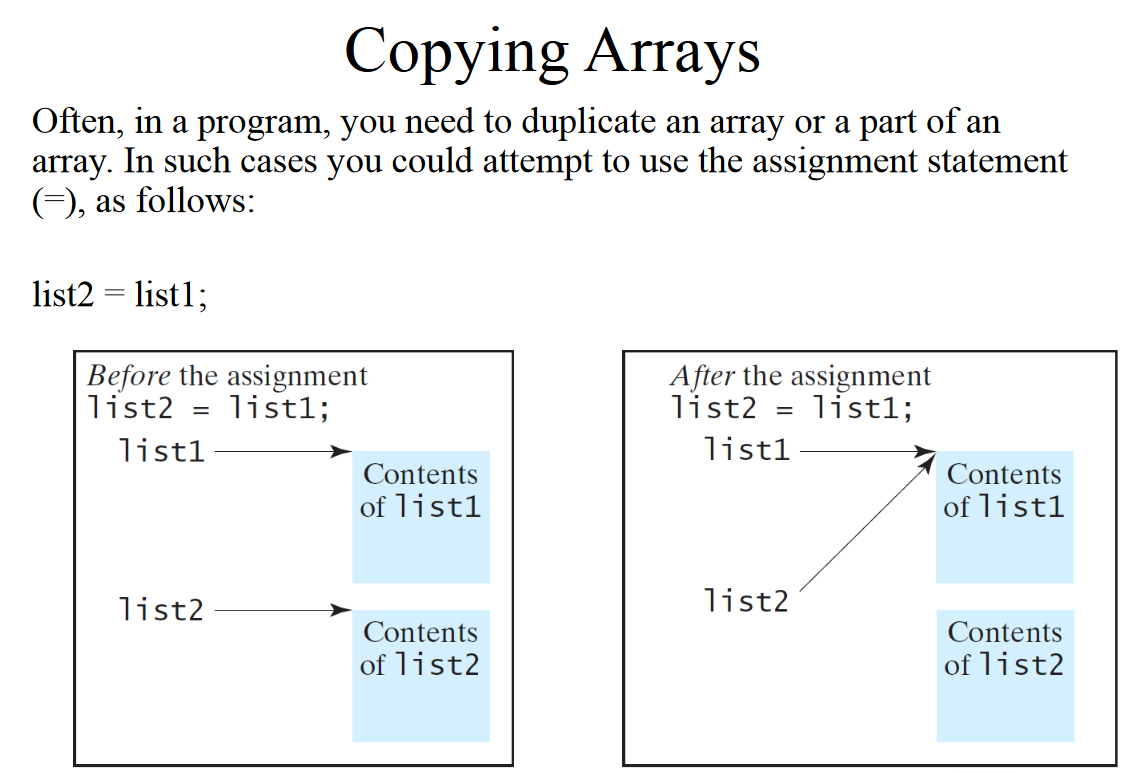 Copying Arrays
Often, in a program, you need to duplicate an array or a part of an
array. In such cases you could attempt to use the assignment statement
(=), as follows:
list2 = list1;
Before the assignment
list2 = list1;
list1
Contents
of list1
list2
Contents
of list2
After the assignment
list2 = list1;
list1
Contents
of list1
list2
Contents
of list2